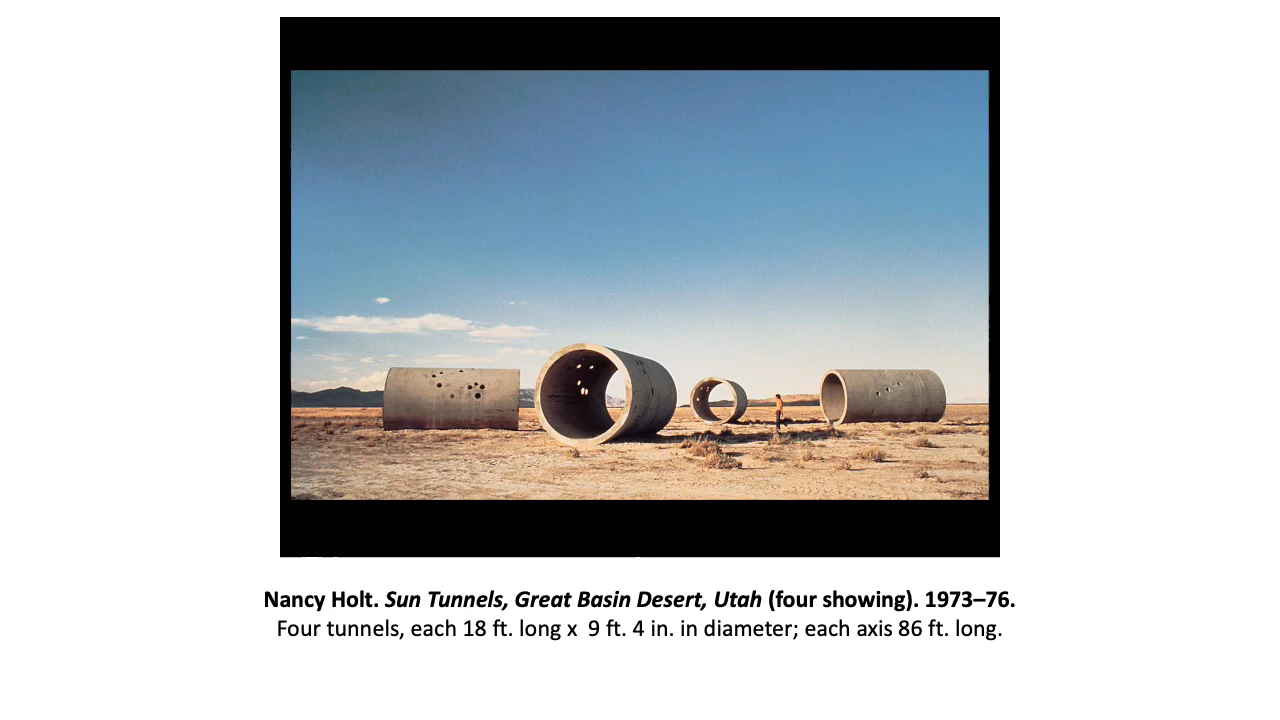 Nancy Holt. Sun Tunnels, Great Basin Desert, Utah (four showing). 1973–76.
Four tunnels, each 18 ft. long x  9 ft. 4 in. in diameter; each axis 86 ft. long.